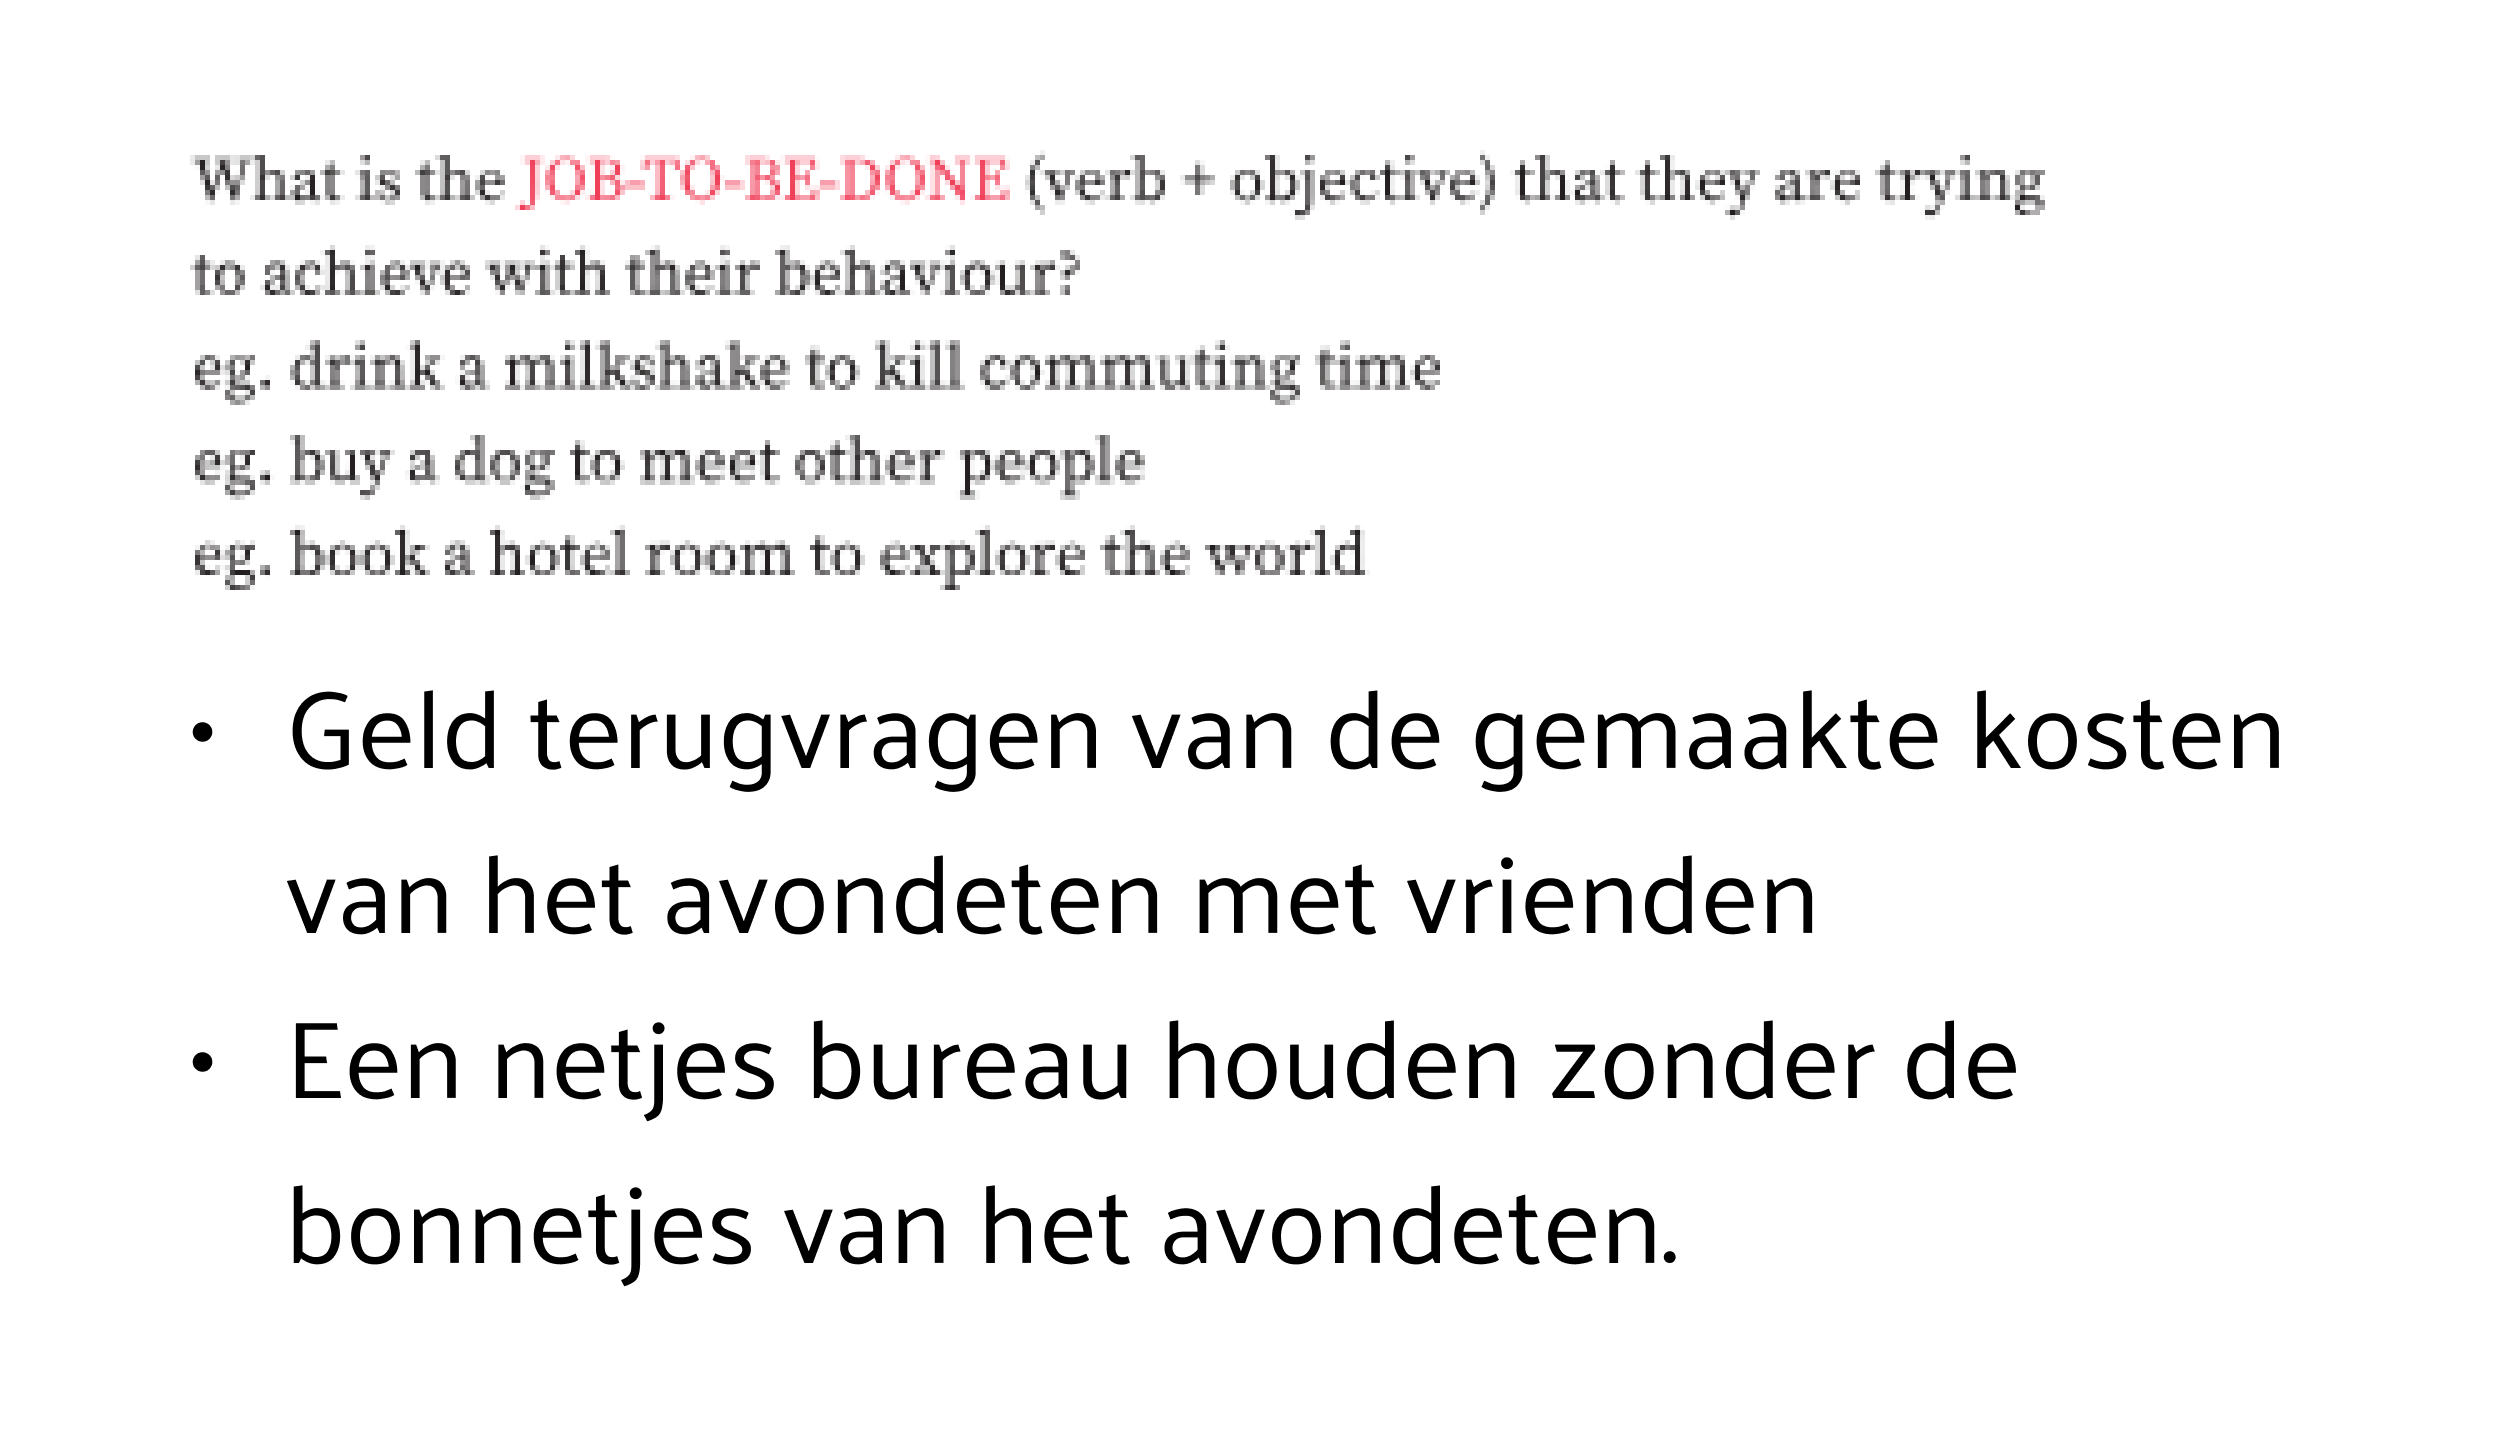 What is the JOB-TO-BE-DONE (verb + objective) that they are trying
to achieve with their behaviour?
eg. drink a milkshake to kill commuting time
eg. buy a dog to meet other people
eg. book a hotel room to explore the world
• Geld terugvragen van de gemaakte kosten
van het avondeten met vrienden
• Een netjes bureau houden zonder de
bonnetjes van het avondeten.